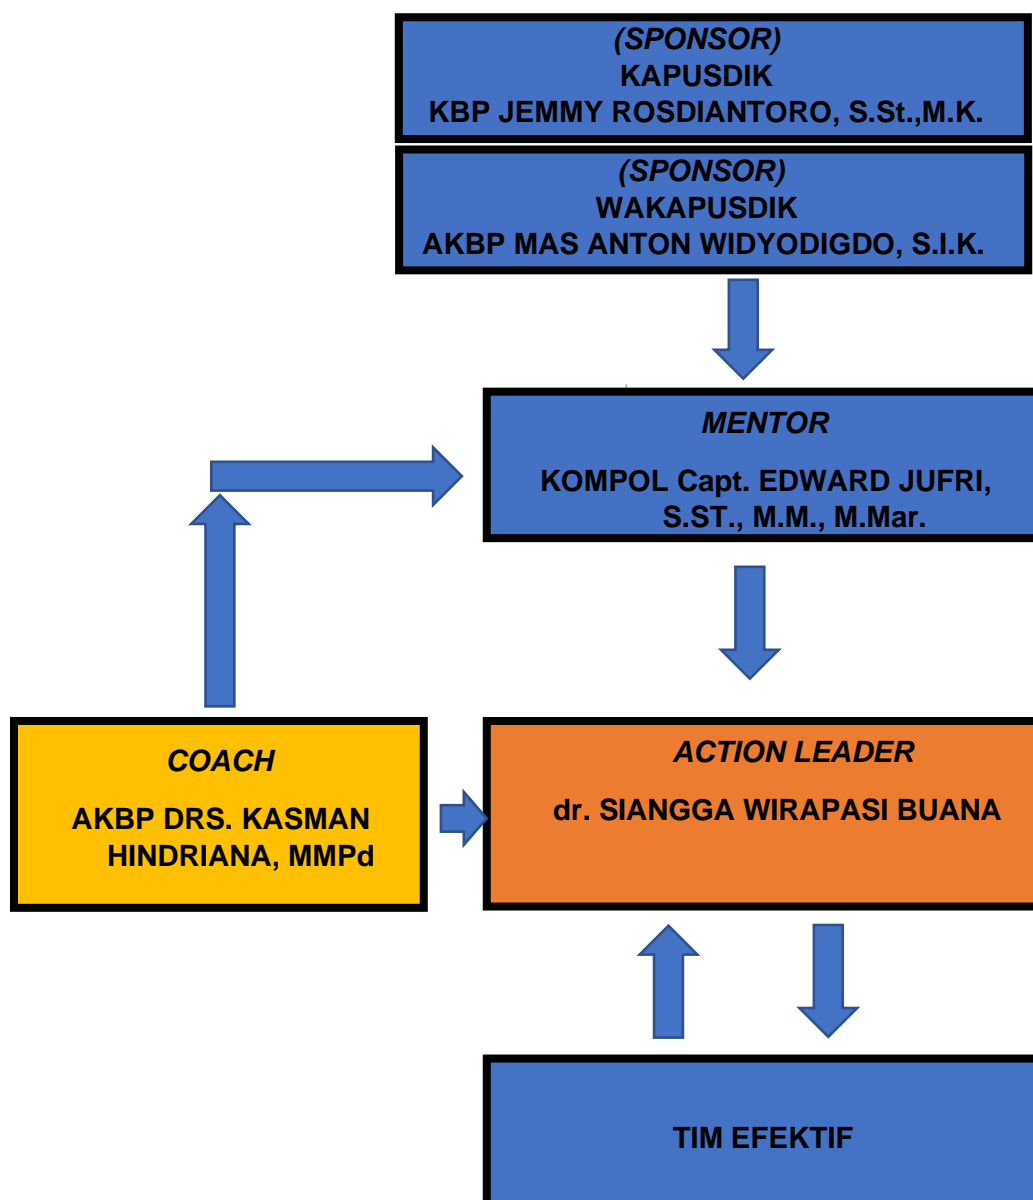 (SPONSOR)
KAPUSDIK
KBP JEMMY ROSDIANTORO, S.St.,M.K.
(SPONSOR)
WAKAPUSDIK
AKBP MAS ANTON WIDYODIGDO, S.I.K.
MENTOR
KOMPOL Capt. EDWARD JUFRI,
S.ST., M.M., M.Mar.
COACH
AKBP DRS. KASMAN
HINDRIANA, MMPd
ACTION LEADER
dr. SIANGGA WIRAPASI BUANA
TIM EFEKTIF